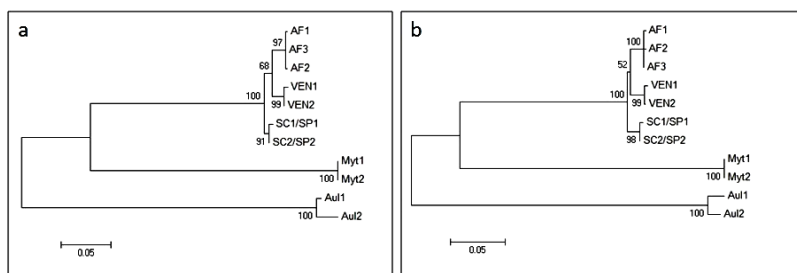 a
AF1
97
AF3
68
AF2
100
VEN1
99
VEN2
SC1/SP1
91
SC2/SP2
Myt1
100
Myt2
Aul1
100
Aul2
0.05
b
AF1
100
AF2
52
AF3
100
VEN1
99
VEN2
SC1/SP1
98
SC2/SP2
Myt1
100
Myt2
Aul1
100
Aul2
0.05